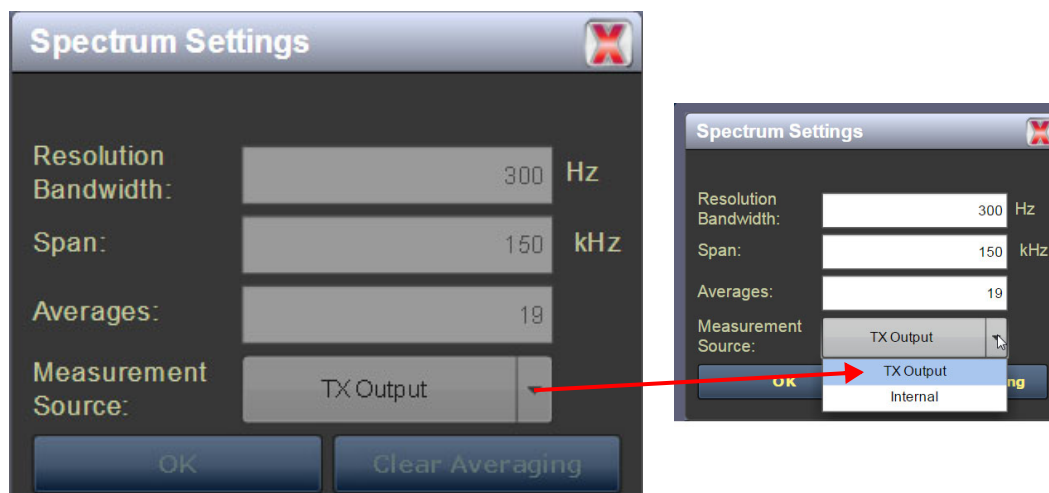 Spectrum Settings
Resolution
Bandwidth:
300 Hz
Span:
150 kHz
Averages:
19
Measurement
Source:
TX Output
OK
Clear Averaging
Spectrum Settings
Resolution
Bandwidth:
300 Hz
Span:
150 kHz
Averages:
19
Measurement
Source:
TX Output
TX Output
OK
ng
Internal